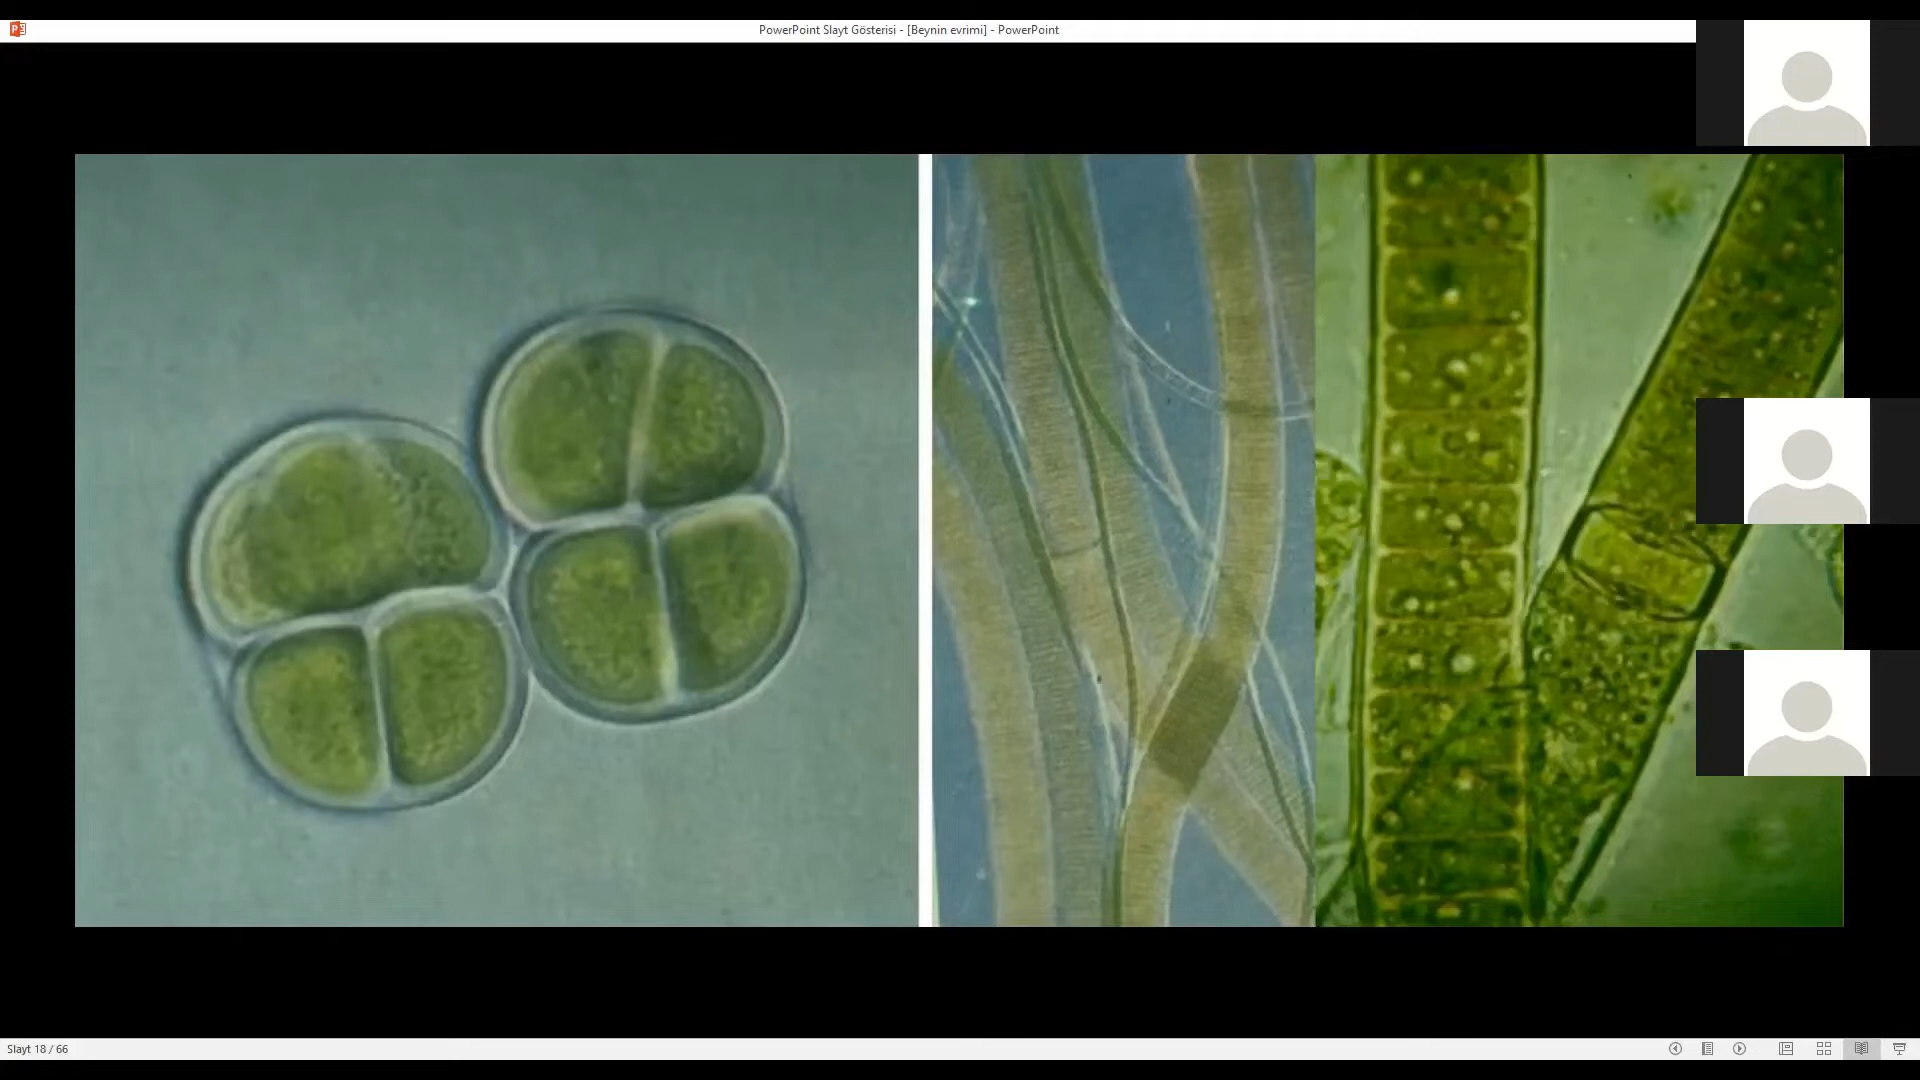 PowerPoint Slayt Gösterisi - [Beynin evrimi] - PowerPoint
Slayt 18 / 66